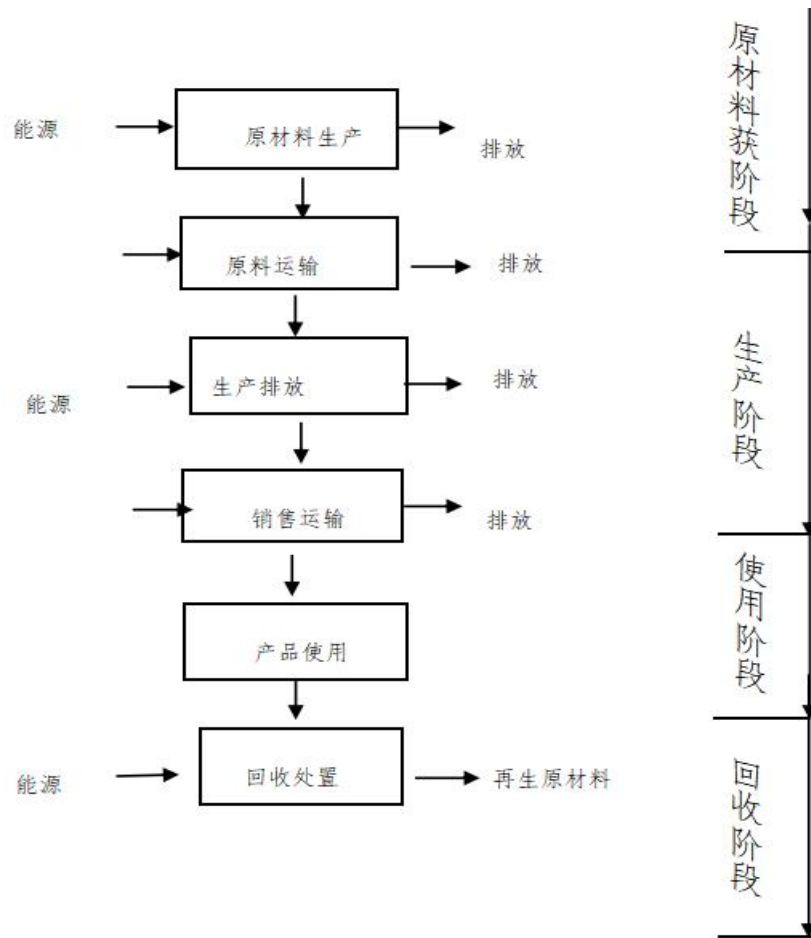 能源
原材料生产
排放
原料运输
排放
能源
生产排放
排放
销售运输
排放
产品使用
能源
回收处置
再生原材料
原材料获阶段
生产阶段
使用阶段
回收阶段